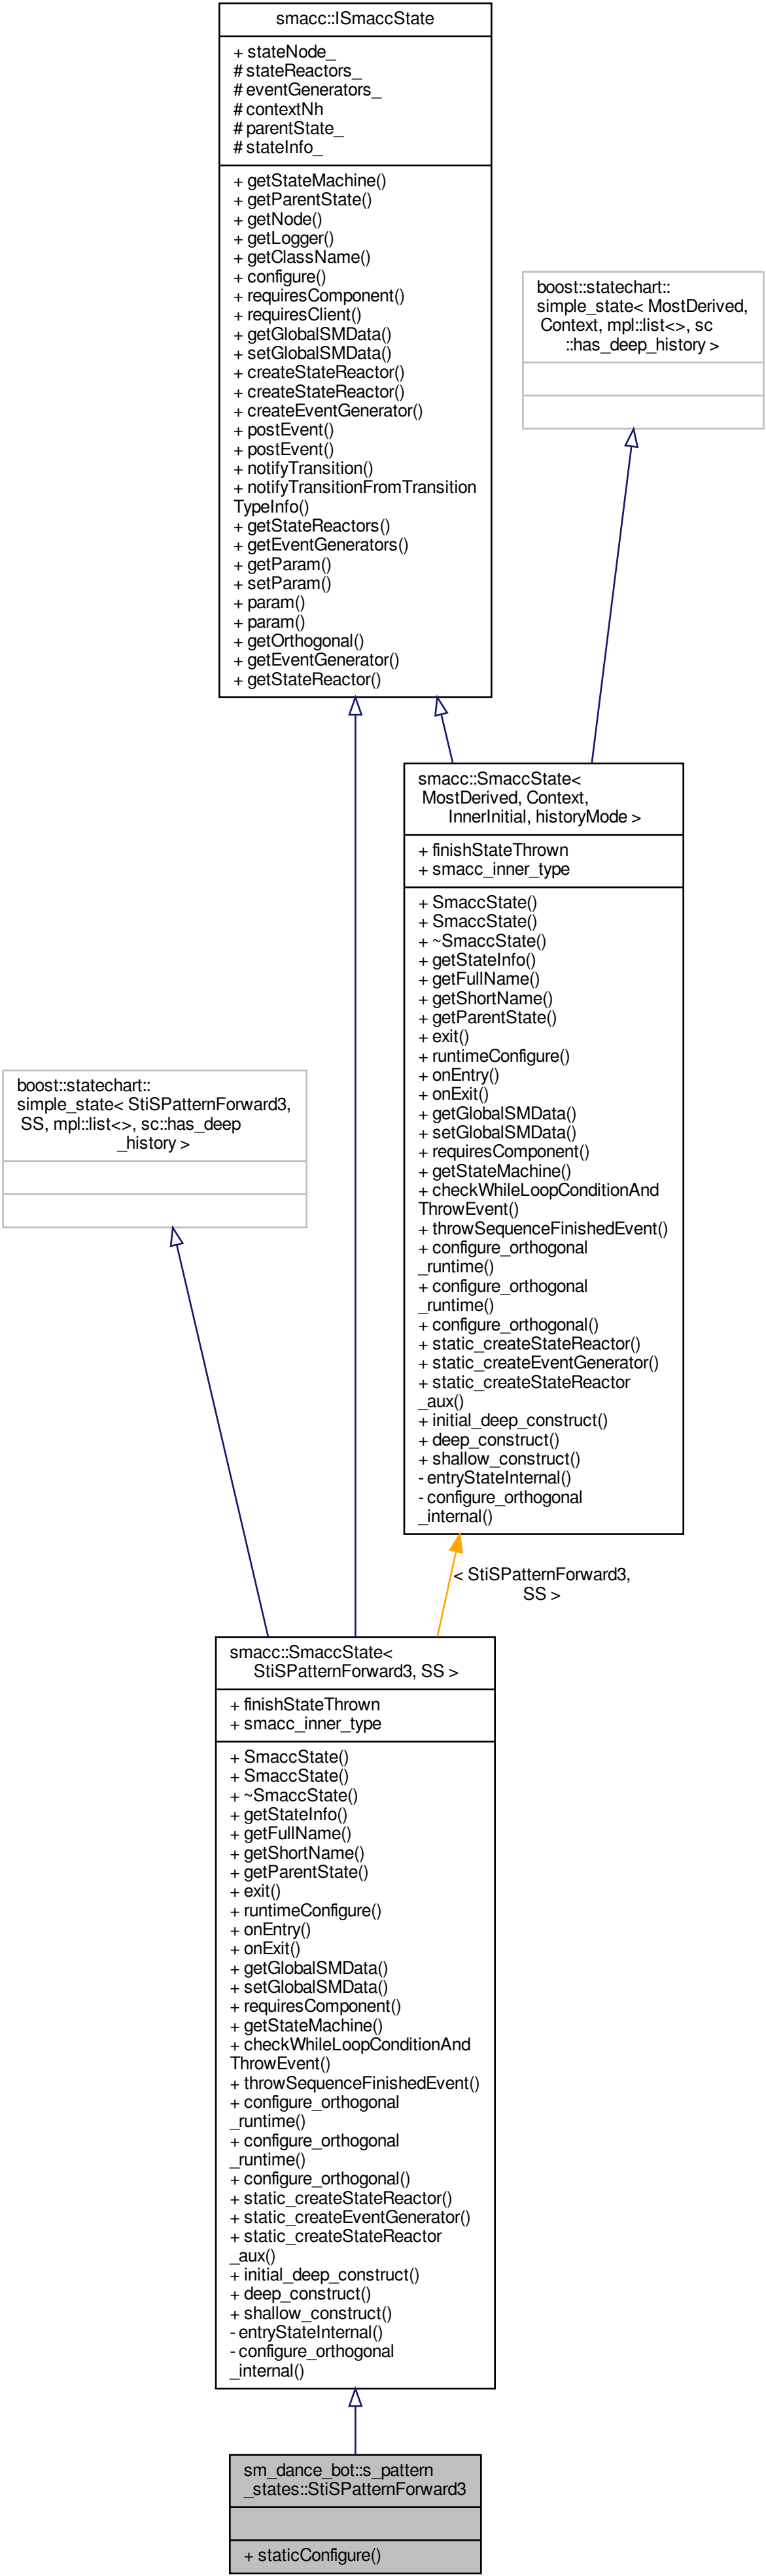 smacc::ISmaccState
+ stateNode_
# stateReactors_
# eventGenerators_
# contextNh
# parentState_
# stateInfo_
+ getStateMachine()
+ getParentState()
+ getNode()
+ getLogger()
+ getClassName()
+ configure()
+ requiresComponent()
+ requiresClient()
+ getGlobalSMData()
+ setGlobalSMData()
+ createStateReactor()
+ createStateReactor()
+ createEventGenerator()
+ postEvent()
+ postEvent()
+ notifyTransition()
+ notifyTransitionFromTransition
TypeInfo()
+ getStateReactors()
+ getEventGenerators()
+ getParam()
+ setParam()
+ param()
+ param()
+ getOrthogonal()
+ getEventGenerator()
+ getStateReactor()
boost::statechart::
simple_state< MostDerived,
Context, mpl::list<>, sc
::has_deep_history >
smacc::SmaccState<
MostDerived, Context,
InnerInitial, historyMode >
+ finishStateThrown
+ smacc_inner_type
+ SmaccState()
+ SmaccState()
+ ~SmaccState()
+ getStateInfo()
+ getFullName()
+ getShortName()
+ getParentState()
+ exit()
+ runtimeConfigure()
+ onEntry()
+ onExit()
+ getGlobalSMData()
+ setGlobalSMData()
+ requiresComponent()
+ getStateMachine()
+ checkWhileLoopConditionAnd
ThrowEvent()
+ throwSequenceFinishedEvent()
+ configure_orthogonal
_runtime()
+ configure_orthogonal
_runtime()
+ configure_orthogonal()
+ static_createStateReactor()
+ static_createEventGenerator()
+ static_createStateReactor
_aux()
+ initial_deep_construct()
+ deep_construct()
+ shallow_construct()
- entryStateInternal()
- configure_orthogonal
_internal()
boost::statechart::
simple_state< StiSPatternForward3,
SS, mpl::list<>, sc::has_deep
_history >
< StiSPatternForward3,
SS >
smacc::SmaccState<
StiSPatternForward3, SS >
+ finishStateThrown
+ smacc_inner_type
+ SmaccState()
+ SmaccState()
+ ~SmaccState()
+ getStateInfo()
+ getFullName()
+ getShortName()
+ getParentState()
+ exit()
+ runtimeConfigure()
+ onEntry()
+ onExit()
+ getGlobalSMData()
+ setGlobalSMData()
+ requiresComponent()
+ getStateMachine()
+ checkWhileLoopConditionAnd
ThrowEvent()
+ throwSequenceFinishedEvent()
+ configure_orthogonal
_runtime()
+ configure_orthogonal
_runtime()
+ configure_orthogonal()
+ static_createStateReactor()
+ static_createEventGenerator()
+ static_createStateReactor
_aux()
+ initial_deep_construct()
+ deep_construct()
+ shallow_construct()
- entryStateInternal()
- configure_orthogonal
_internal()
sm_dance_bot::s_pattern
_states::StiSPatternForward3
+ staticConfigure()